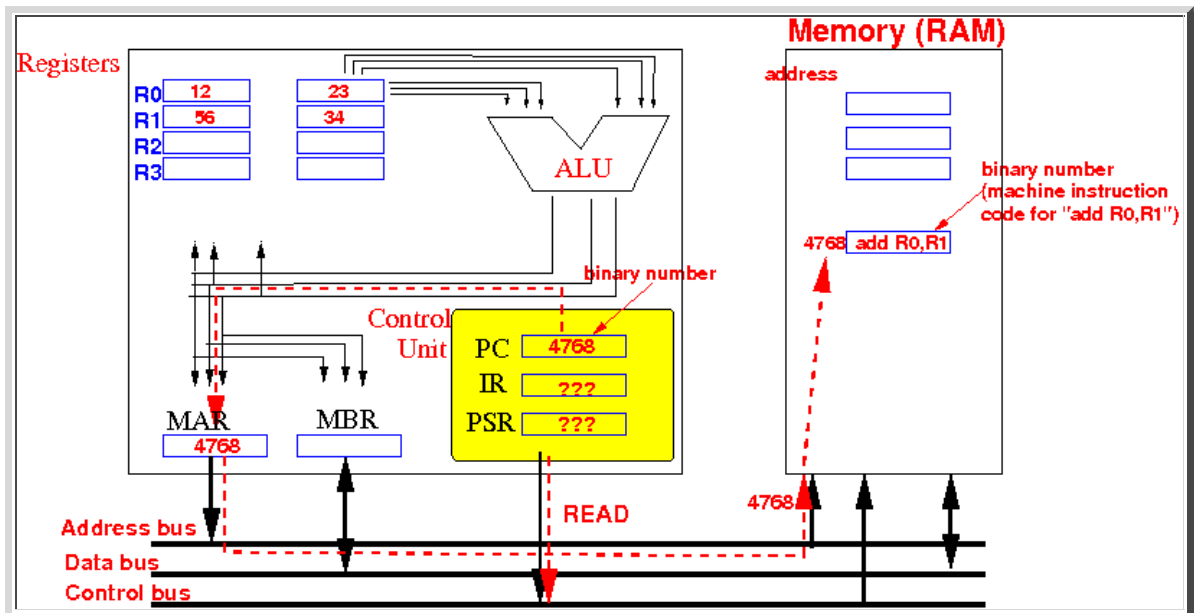 Memory (RAM)
Registers
address
R0 12 23
R1 56 34
R2
R3
ALU
binary number
(machine instruction
code for "add R0,R1")
4768 add R0,R1
binary number
Control
Unit
PC 4768
IR ???
PSR ???
MAR MBR
4768
4768
READ
Address bus
Data bus
Control bus